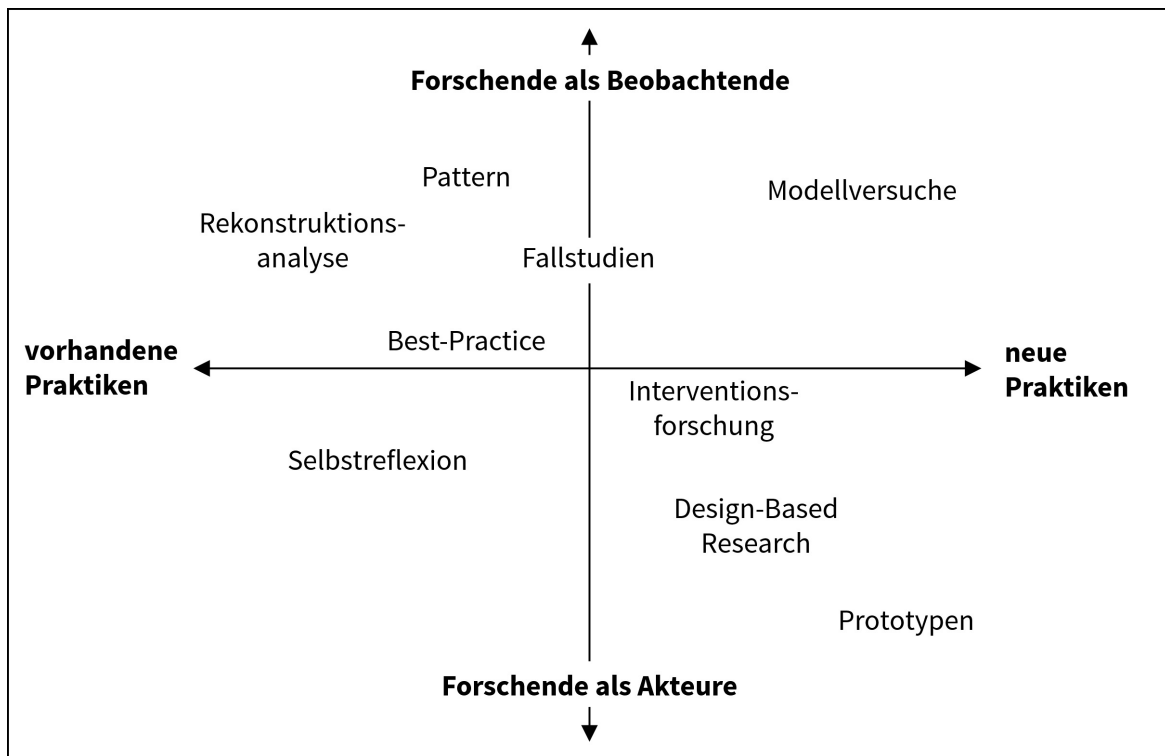 Forschende als Beobachtende
Pattern
Modellversuche
Rekonstruktions-
analyse
Fallstudien
Best-Practice
vorhandene
Praktiken
neue
Praktiken
Interventions-
forschung
Selbstreflexion
Design-Based
Research
Prototypen
Forschende als Akteure